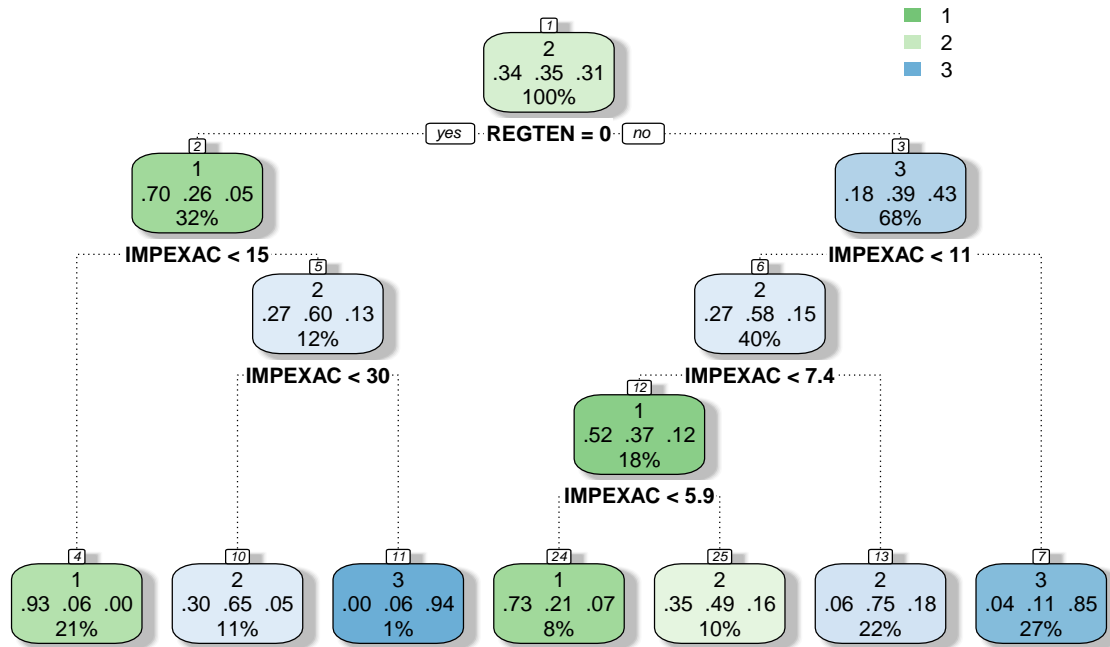 1
1
2
2
3
2
.34 .35 .31
100%
yes REGTEN = 0 no
2
3
1
3
.70 .26 .05
.18 .39 .43
32%
68%
IMPEXAC < 15
IMPEXAC < 11
5
6
2
2
.27 .60 .13
.27 .58 .15
12%
40%
IMPEXAC < 30
IMPEXAC < 7.4
12
1
.52 .37 .12
18%
IMPEXAC < 5.9
4
10
11
24
25
13
7
1
2
3
1
2
2
3
.93 .06 .00
.30 .65 .05
.00 .06 .94
.73 .21 .07
.35 .49 .16
.06 .75 .18
.04 .11 .85
21%
11%
1%
8%
10%
22%
27%